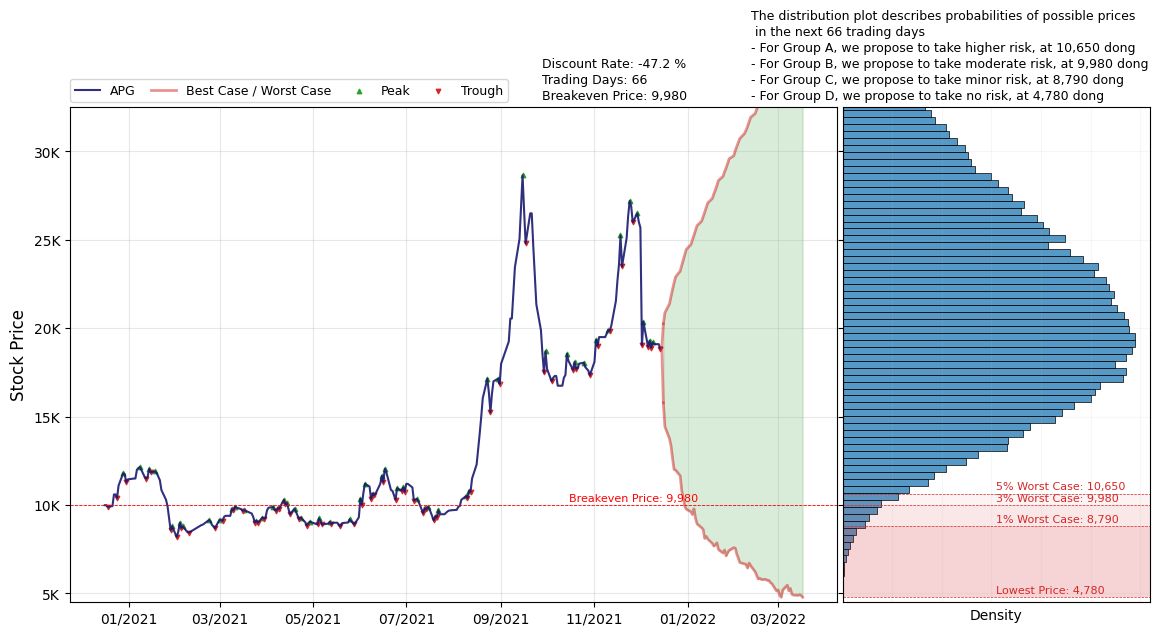 The distribution plot describes probabilities of possible prices
in the next 66 trading days
- For Group A, we propose to take higher risk, at 10,650 dong
- For Group B, we propose to take moderate risk, at 9,980 dong
- For Group C, we propose to take minor risk, at 8,790 dong
- For Group D, we propose to take no risk, at 4,780 dong
Discount Rate: -47.2 %
Trading Days: 66
Breakeven Price: 9,980
APG
Best Case / Worst Case
Peak
Trough
Stock Price
30K
25K
20K
15K
10K
5K
Breakeven Price: 9,980
5% Worst Case: 10,650
3% Worst Case: 9,980
1% Worst Case: 8,790
Lowest Price: 4,780
01/2021
03/2021
05/2021
07/2021
09/2021
11/2021
01/2022
03/2022
Density